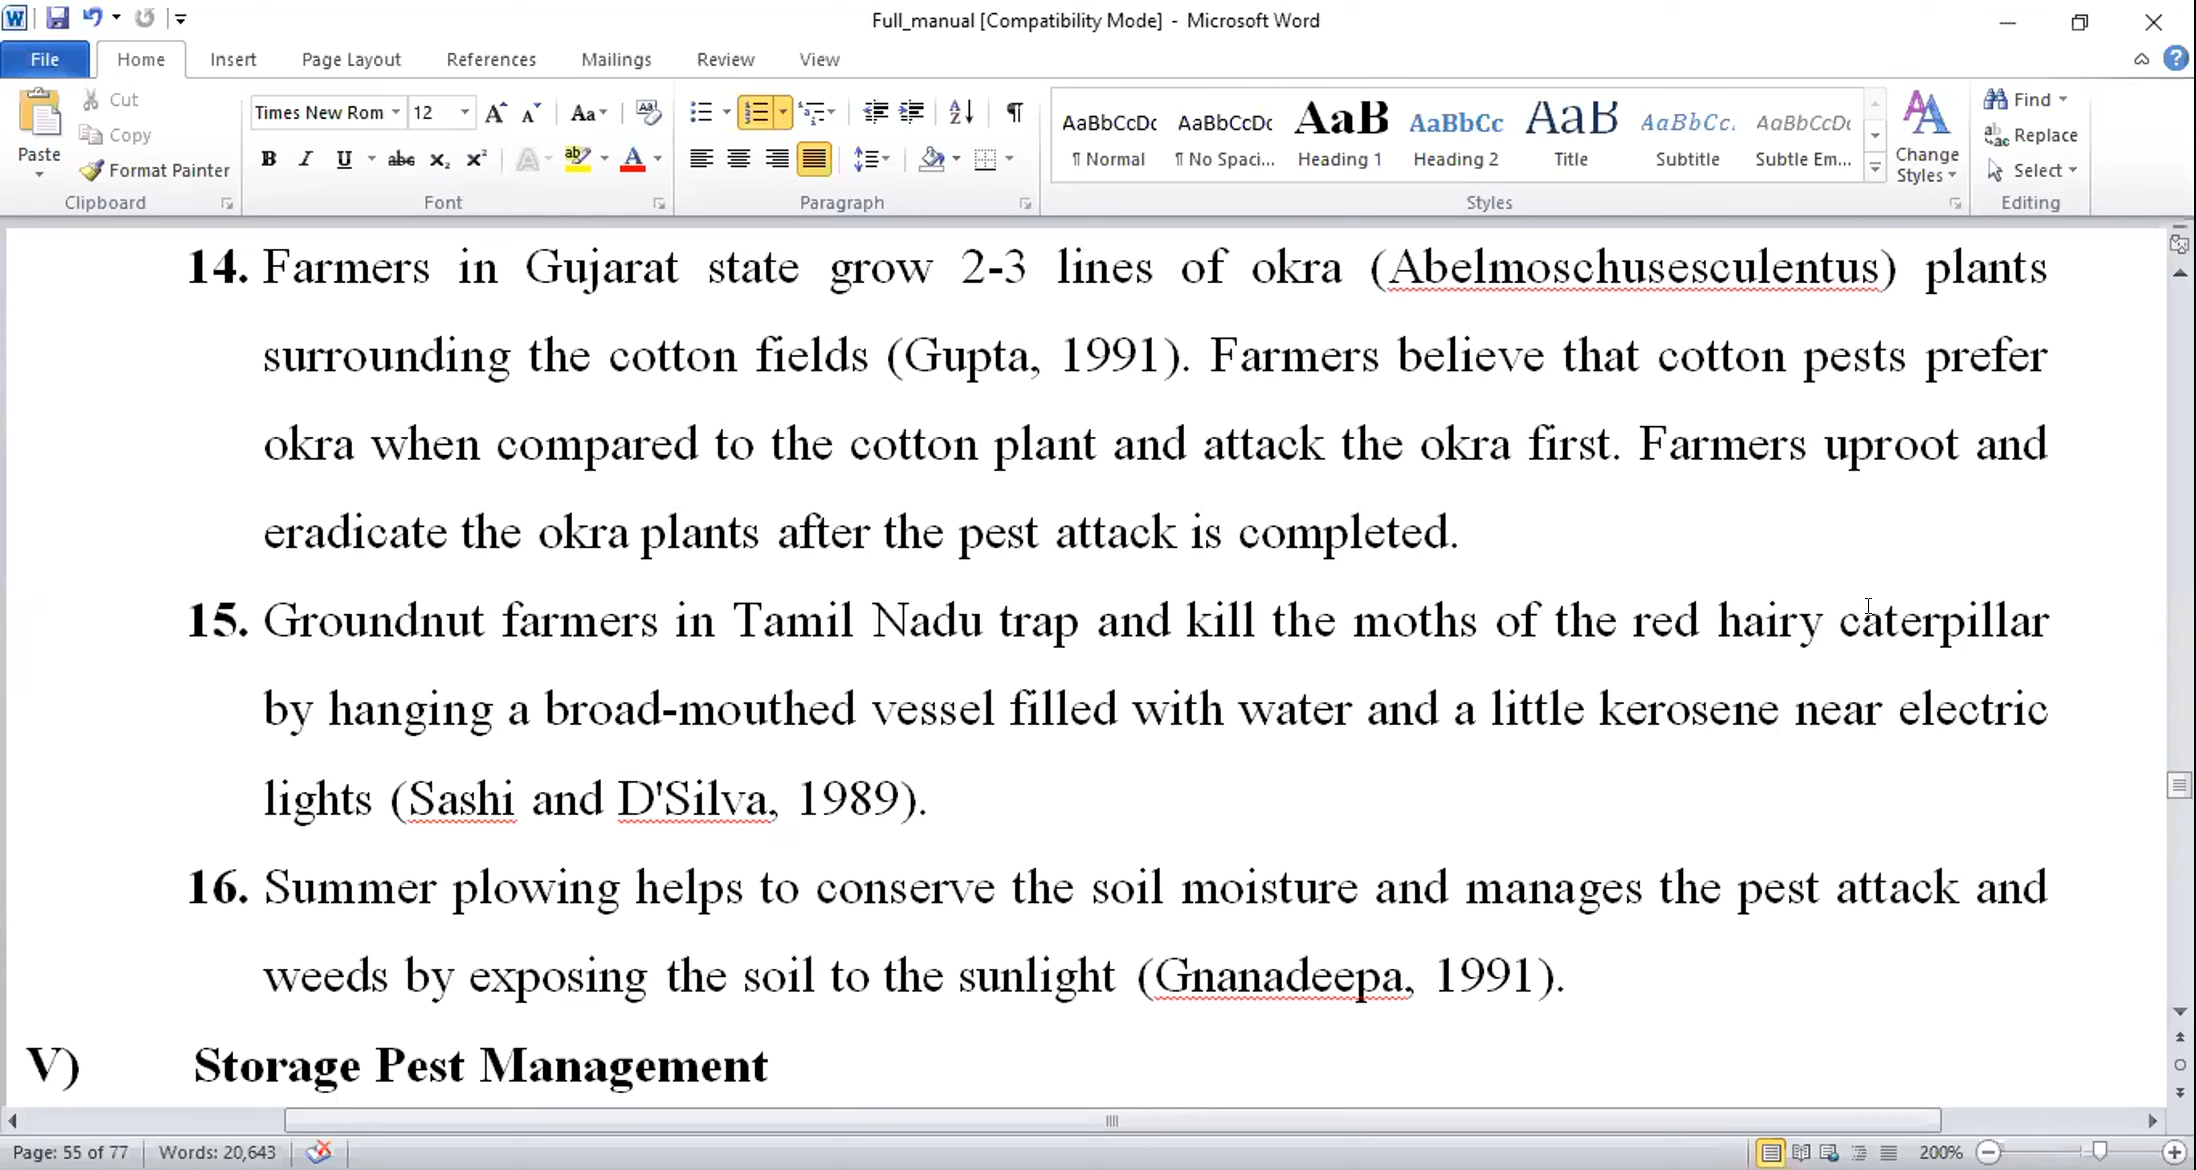 Full_manual [Compatibility Mode] - Microsoft Word
File Home Insert Page Layout References Mailings Review View
Paste Cut Copy Format Painter Clipboard
Times New Rom 12 Font
Paragraph
AaBbCcDc ¶ Normal
AaBbCcDc ¶ No Spaci...
AaB Heading 1
AaBbCc Heading 2
AaB Title
AaBbCc. Subtitle
AaBbCcDc Subtle Em...
Change Styles Styles
Find Replace Select Editing
14. Farmers in Gujarat state grow 2-3 lines of okra (Abelmoschusesculentus) plants
surrounding the cotton fields (Gupta, 1991). Farmers believe that cotton pests prefer
okra when compared to the cotton plant and attack the okra first. Farmers uproot and
eradicate the okra plants after the pest attack is completed.
15. Groundnut farmers in Tamil Nadu trap and kill the moths of the red hairy caterpillar
by hanging a broad-mouthed vessel filled with water and a little kerosene near electric
lights (Sashi and D'Silva, 1989).
16. Summer plowing helps to conserve the soil moisture and manages the pest attack and
weeds by exposing the soil to the sunlight (Gnanadeepa, 1991).
V) Storage Pest Management
Page: 55 of 77 Words: 20,643 200%